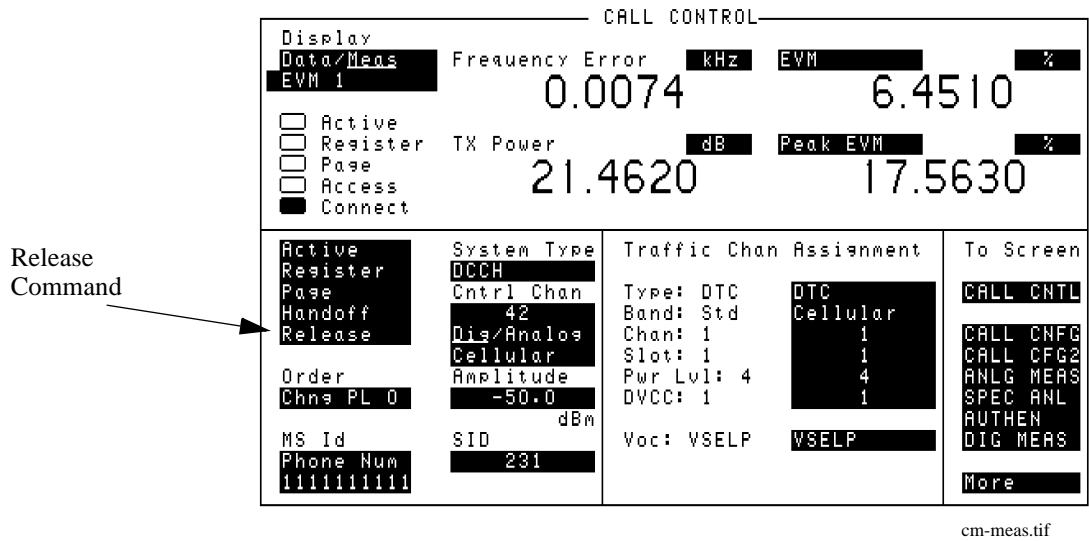 CALL CONTROL
Display
Data/Meas
EVM 1
Frequency Error kHz
0.0074
EVM %
6.4510
Active
Register
Page
Access
Connect
TX Power dB
21.4620
Peak EVM %
17.5630
Release
Command
Active
Register
Page
Handoff
Release
Order
Chng PL 0
MS Id
Phone Num
1111111111
System Type
DCCH
Cntrl Chan
42
Dig/Analog
Cellular
Amplitude
-50.0
dBm
SID
231
Traffic Chan Assignment
Type: DTC DTC
Band: Std Cellular
Chan: 1 1
Slot: 1 1
Pwr Lvl: 4 4
DVCC: 1 1
Voc: VSELP VSELP
To Screen
CALL CNTL
CALL CNFG
CALL CFG2
ANLG MEAS
SPEC ANL
AUTHEN
DIG MEAS
More
cm-meas.tif